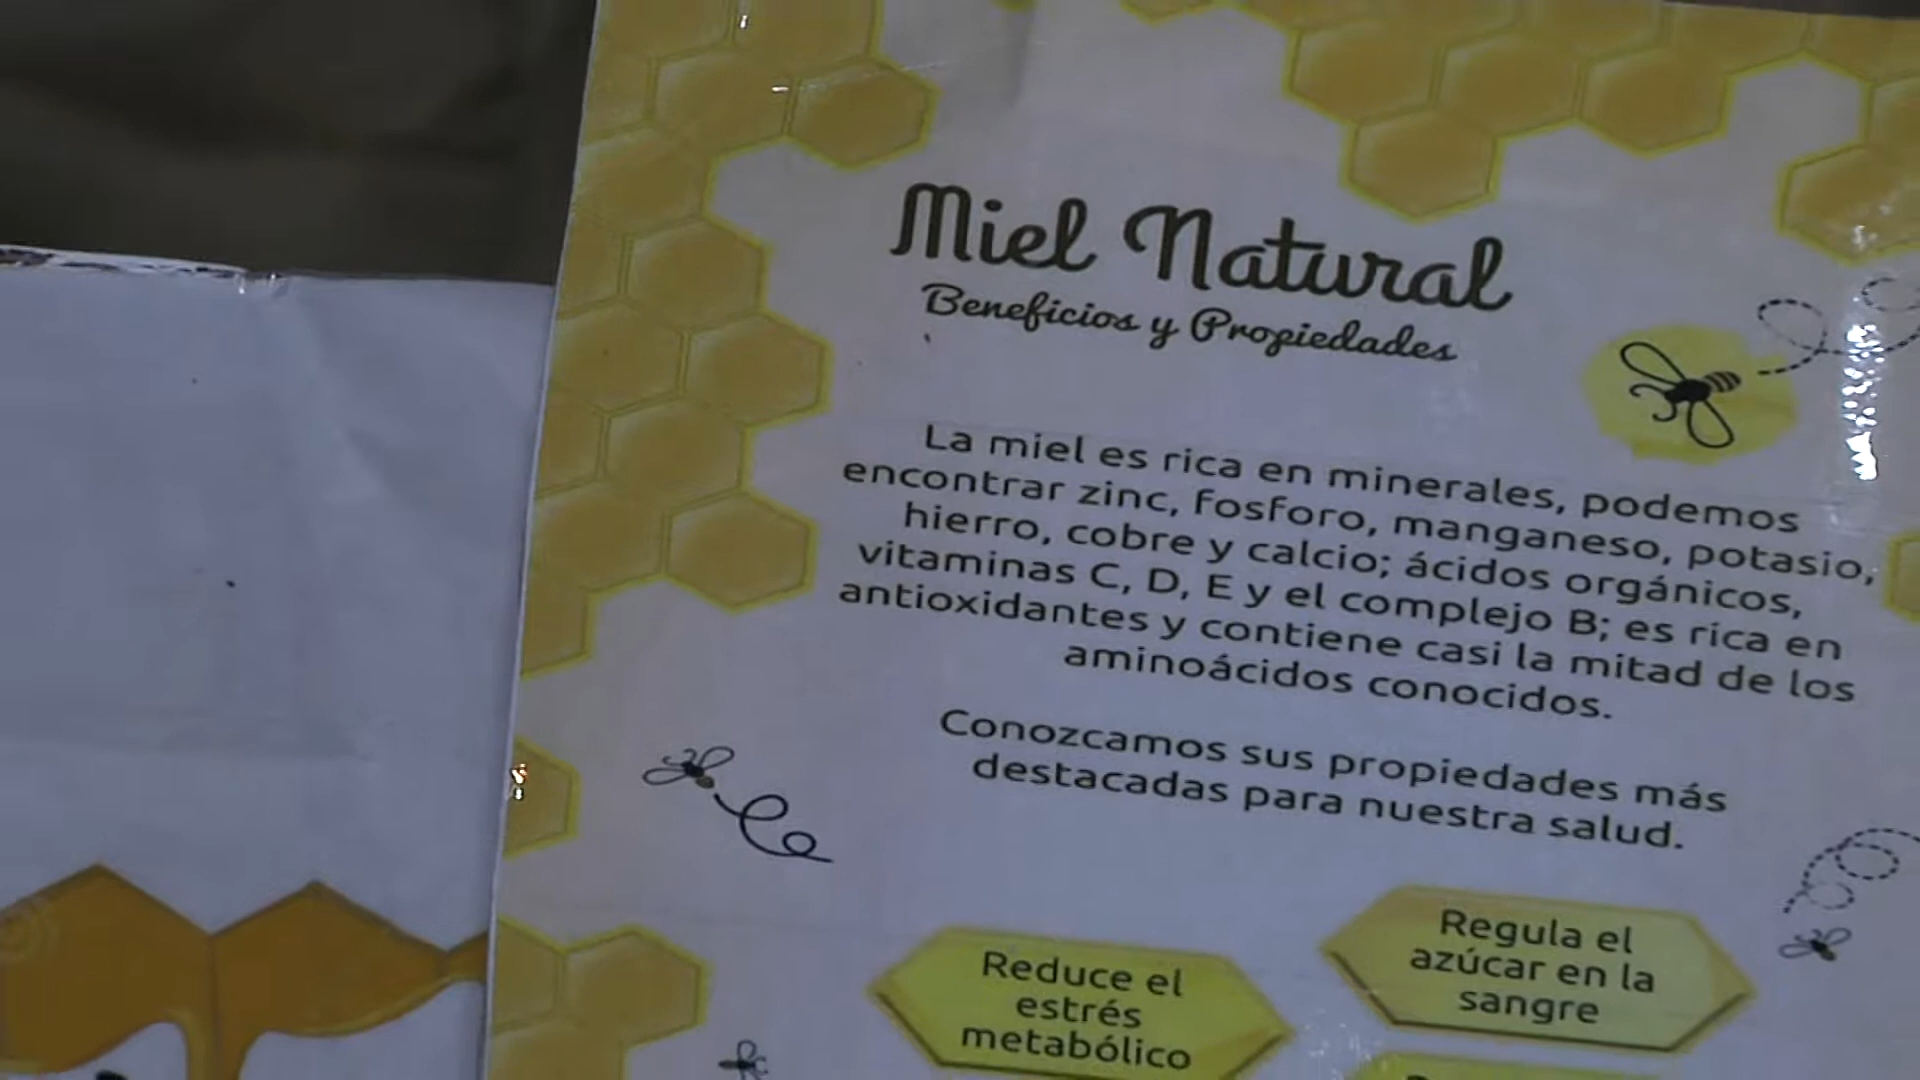 Miel Natural
Beneficios y Propiedades
La miel es rica en minerales, podemos
encontrar zinc, fosforo, manganeso, potasio,
hierro, cobre y calcio; ácidos orgánicos,
vitaminas C, D, E y el complejo B; es rica en
antioxidantes y contiene casi la mitad de los
aminoácidos conocidos.
Conozcamos sus propiedades más
destacadas para nuestra salud.
Reduce el
estrés
metabólico
Regula el
azúcar en la
sangre